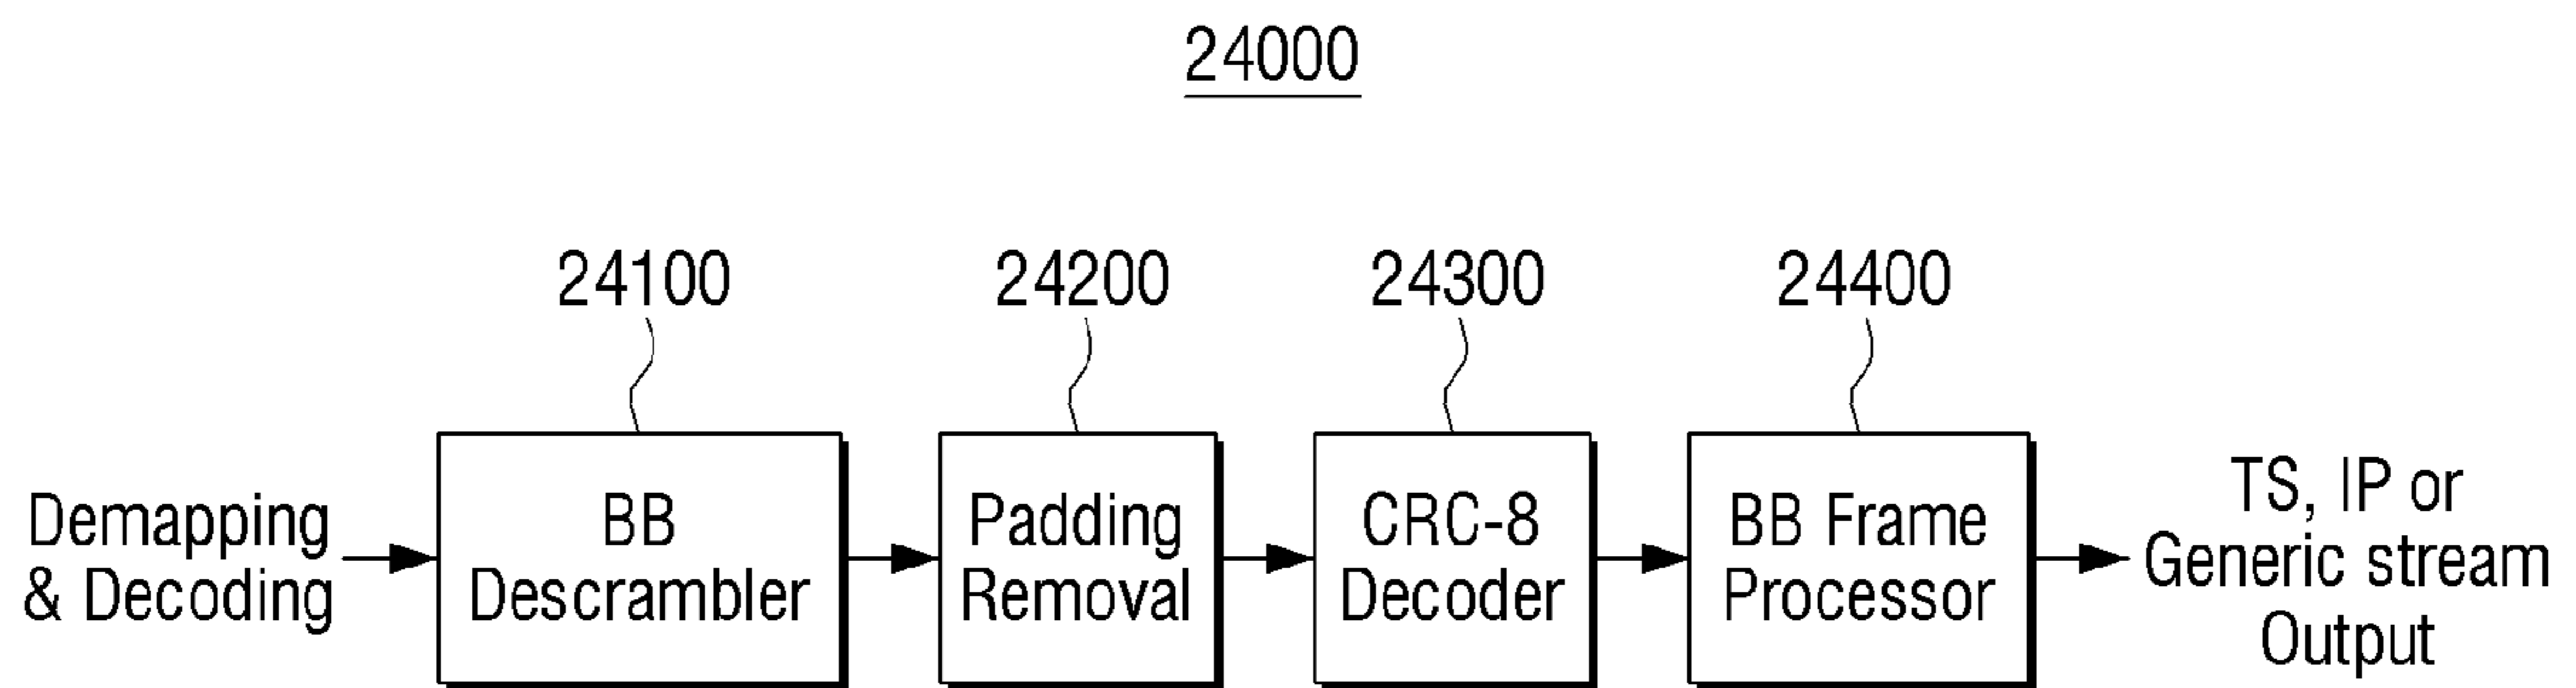 24000
24100
24200
24300
24400
Demapping
& Decoding
BB
Descrambler
Padding
Removal
CRC-8
Decoder
BB Frame
Processor
TS, IP or
Generic stream
Output